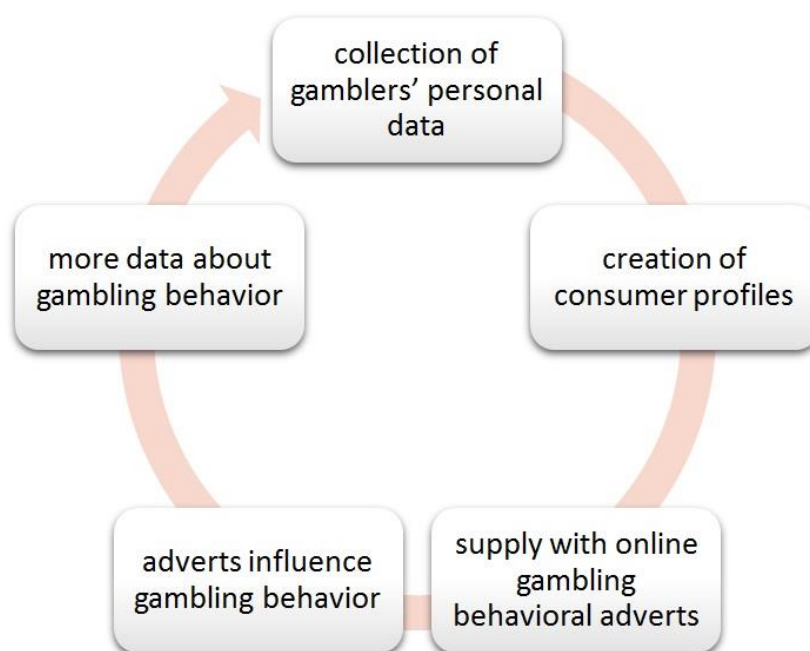 collection of
gamblers’ personal
data
creation of
consumer profiles
supply with online
gambling
behavioral adverts
adverts influence
gambling behavior
more data about
gambling behavior